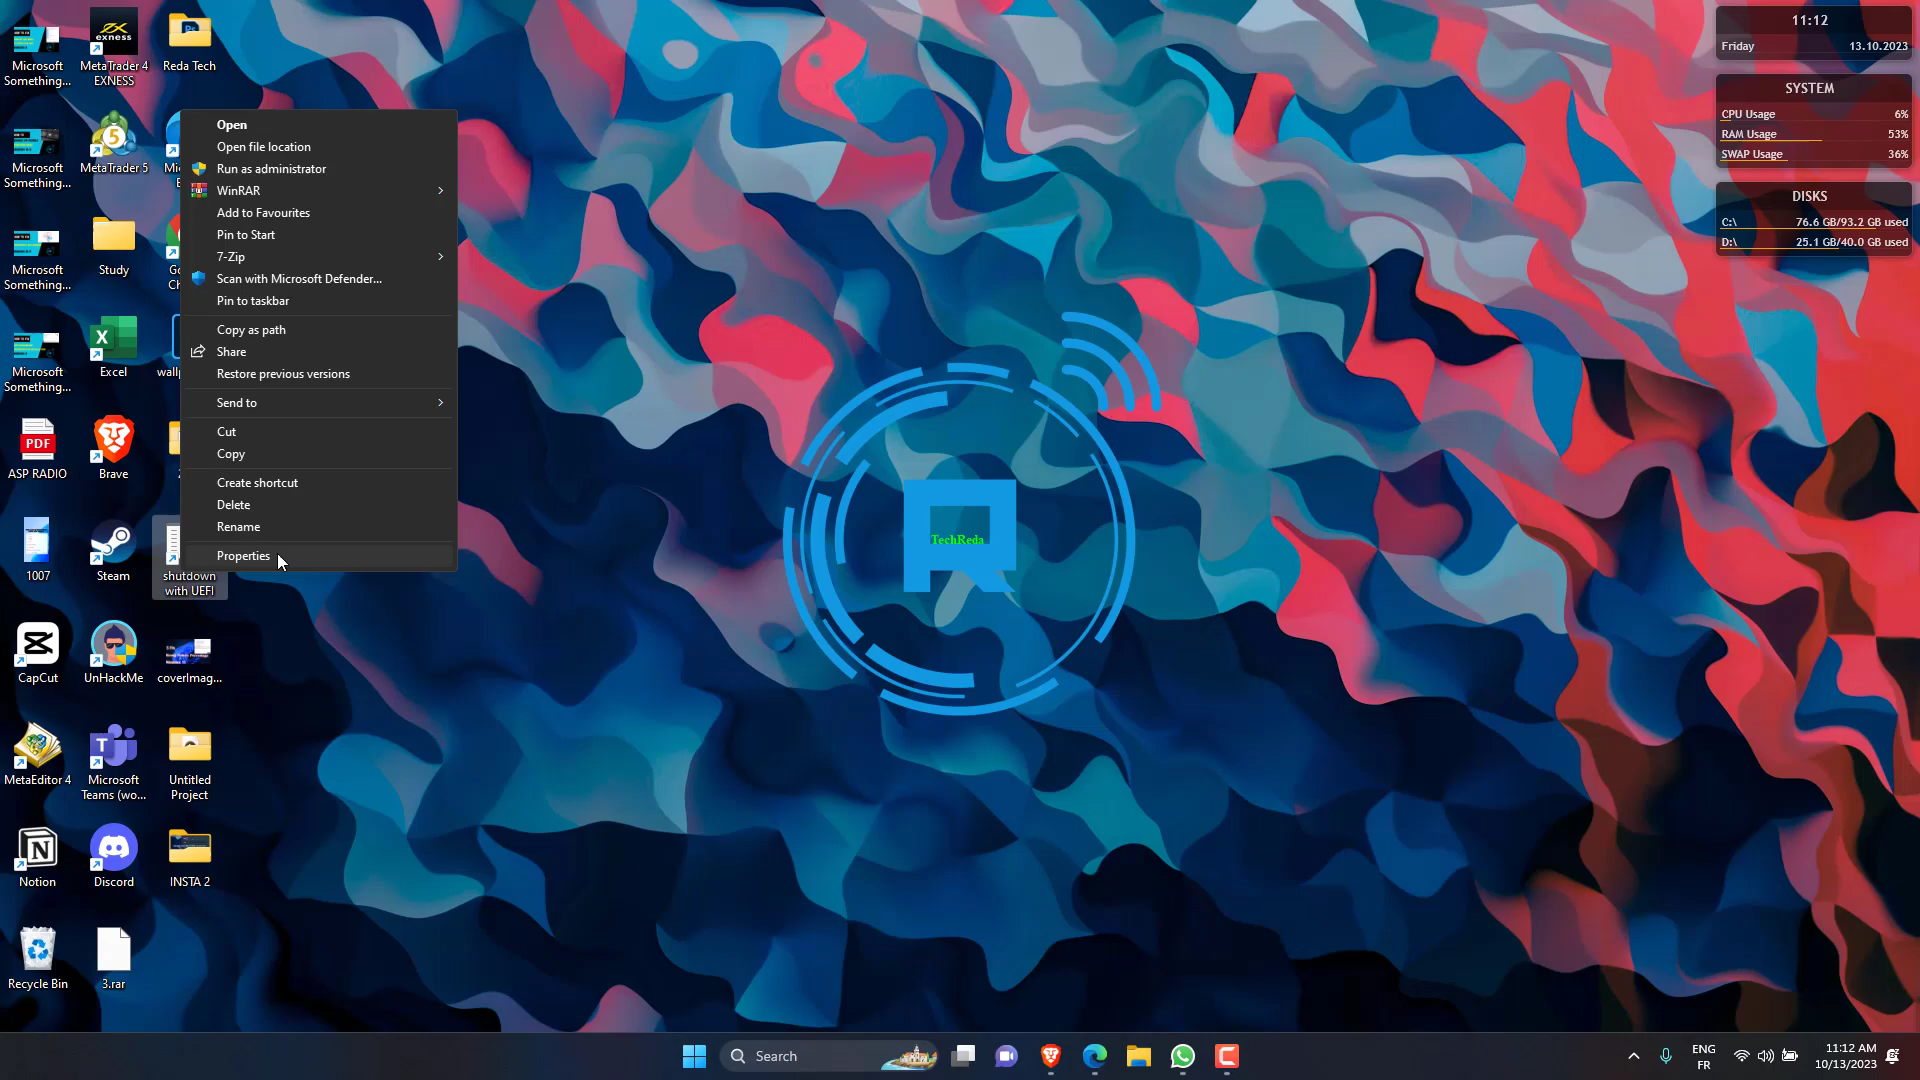 Microsoft
Something...
exness
MetaTrader 4
EXNESS
Ps
Reda Tech
Microsoft
Something...
5
MetaTrader 5
Microsoft
Something...
Study
Microsoft
Something...
X
Excel
PDF
ASP RADIO
Brave
1007
Steam
shutdown
with UEFI
CapCut
UnHackMe
coverImag...
MetaEditor 4
T
Microsoft
Teams (wo...
Untitled
Project
N
Notion
Discord
INSTA 2
Recycle Bin
3.rar
Open
Open file location
Run as administrator
WinRAR
Add to Favourites
Pin to Start
7-Zip
Scan with Microsoft Defender...
Pin to taskbar
Copy as path
Share
Restore previous versions
Send to
Cut
Copy
Create shortcut
Delete
Rename
Properties
R
TechReda
11:12
Friday 13.10.2023
SYSTEM
CPU Usage 6%
RAM Usage 53%
SWAP Usage 36%
DISKS
C:\ 76.6 GB/93.2 GB used
D:\ 25.1 GB/40.0 GB used
Search
ENG
FR
11:12 AM
10/13/2023